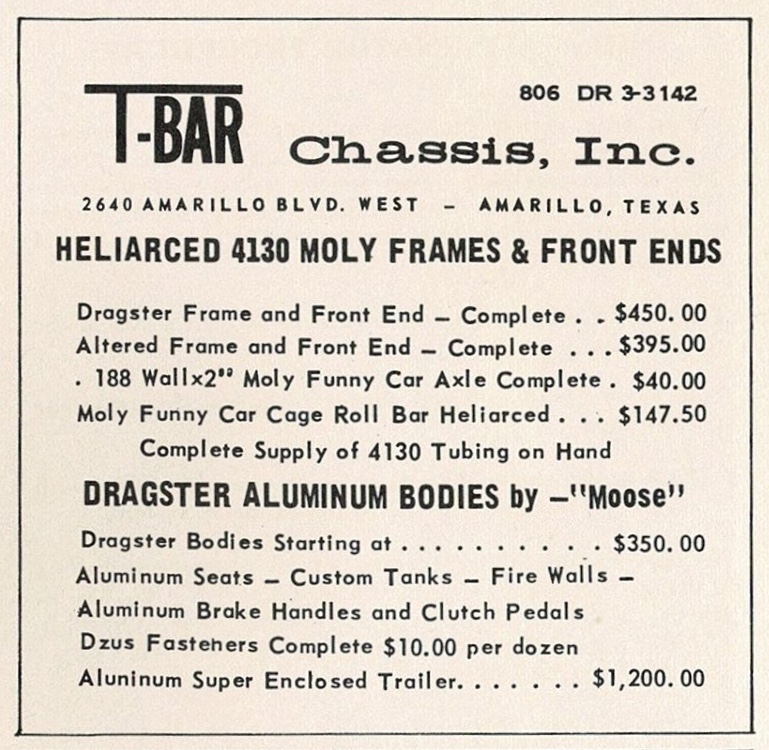 806 DR 3-3142
T-BAR Chassis, Inc.
2640 AMARILLO BLVD. WEST – AMARILLO, TEXAS
HELIARCED 4130 MOLY FRAMES & FRONT ENDS
Dragster Frame and Front End – Complete . . $450.00
Altered Frame and Front End – Complete . . . $395.00
. 188 Wallx2" Moly Funny Car Axle Complete . $40.00
Moly Funny Car Cage Roll Bar Heliarced . . . $147.50
Complete Supply of 4130 Tubing on Hand
DRAGSTER ALUMINUM BODIES by –"Moose"
Dragster Bodies Starting at . . . . . . . . . . $350.00
Aluminum Seats – Custom Tanks – Fire Walls –
Aluminum Brake Handles and Clutch Pedals
Dzus Fasteners Complete $10.00 per dozen
Aluninum Super Enclosed Trailer. . . . . . . $1,200.00